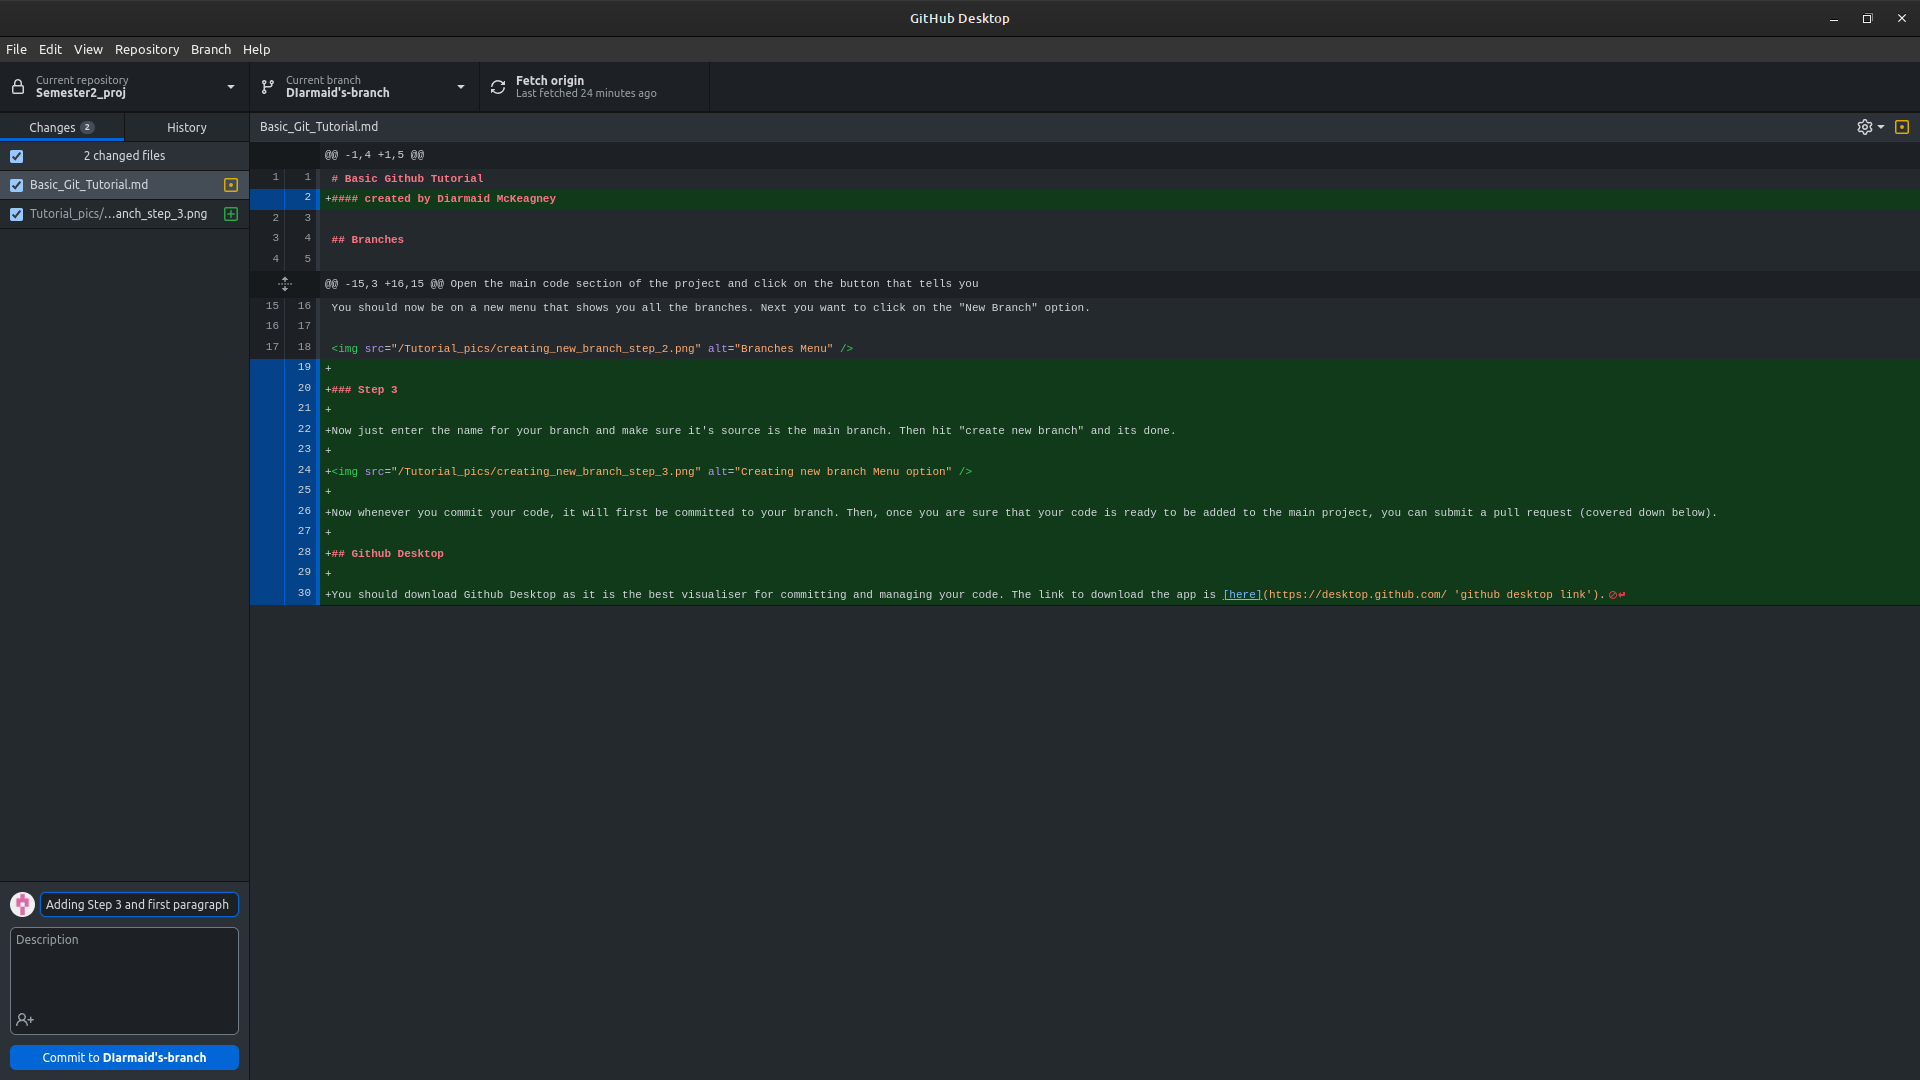 GitHub Desktop
File Edit View Repository Branch Help
Current repository
Semester2_proj
Current branch
DIarmaid's-branch
Fetch origin
Last fetched 24 minutes ago
Changes 2
History
Basic_Git_Tutorial.md
2 changed files
Basic_Git_Tutorial.md
Tutorial_pics/...anch_step_3.png
@@ -1,4 +1,5 @@
1 1 # Basic Github Tutorial
2 +#### created by Diarmaid McKeagney
2 3
3 4 ## Branches
4 5
@@ -15,3 +16,15 @@ Open the main code section of the project and click on the button that tells you
15 16 You should now be on a new menu that shows you all the branches. Next you want to click on the "New Branch" option.
16 17
17 18 <img src="/Tutorial_pics/creating_new_branch_step_2.png" alt="Branches Menu" />
19 +
20 +### Step 3
21 +
22 +Now just enter the name for your branch and make sure it's source is the main branch. Then hit "create new branch" and its done.
23 +
24 +<img src="/Tutorial_pics/creating_new_branch_step_3.png" alt="Creating new branch Menu option" />
25 +
26 +Now whenever you commit your code, it will first be committed to your branch. Then, once you are sure that your code is ready to be added to the main project, you can submit a pull request (covered down below).
27 +
28 +## Github Desktop
29 +
30 +You should download Github Desktop as it is the best visualiser for committing and managing your code. The link to download the app is [here](https://desktop.github.com/ 'github desktop link').
Adding Step 3 and first paragraph
Description
Commit to DIarmaid's-branch